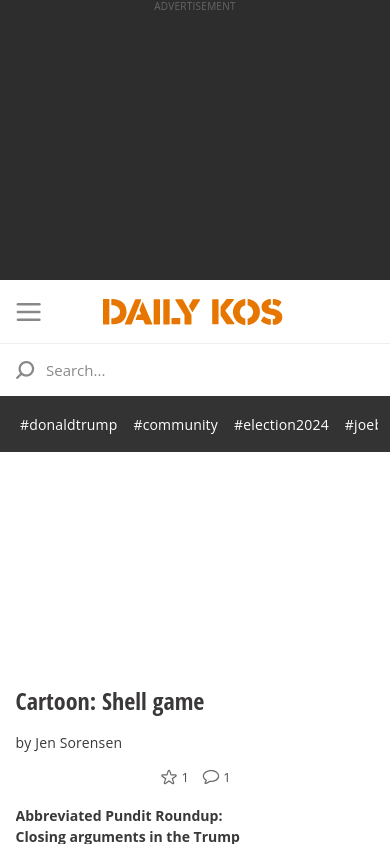 ADVERTISEMENT
DAILY KOS
Search...
#donaldtrump #community #election2024 #joeb
Cartoon: Shell game
by Jen Sorensen
1 1
Abbreviated Pundit Roundup:
Closing arguments in the Trump